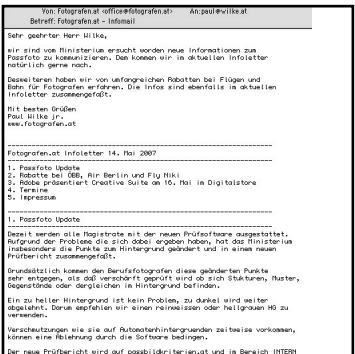 Von: Fotografen.at <office@fotografen.at> An: paul@wilke.at
Betreff: Fotografen.at - Infomail
Sehr geehrter Herr Wilke,
wir sind vom Ministerium ersucht worden neue Informationen zum
Passfoto zu kommunizieren. Dem kommen wir im aktuellen Infoletter
natürlich gerne nach.
Desweiteren haben wir von umfangreichen Rabatten bei Flügen und
Bahn für Fotografen erfahren. Die Infos sind ebenfalls im aktuellen
Infoletter zusammengefaßt.
Mit besten Grüßen
Paul Wilke jr.
www.fotografen.at
----------------------------------------------------------------
Fotografen.at Infoletter 14. Mai 2007
----------------------------------------------------------------
1. Passfoto Update
2. Rabatte bei ÖBB, Air Berlin und Fly Niki
3. Adobe präsentiert Creative Suite am 16. Mai im Digitalstore
4. Termine
5. Impressum
----------------------------------------------------------------
1. Passfoto Update
----------------------------------------------------------------
Dezeit werden alle Magistrate mit der neuen Prüfsoftware ausgestattet.
Aufgrund der Probleme die sich dabei ergeben haben, hat das Ministerium
insbesonders die Punkte zum Hintergrund geändert und in einem neuen
Prüfbericht zusammengefaßt.
Grundsätzlich kommen den Berufsfotografen diese geänderten Punkte
sehr entgegen, als daß verschärft geprüft wird ob sich Stukturen, Muster,
Gegenstände oder dergleichen im Hintergrund befinden.
Ein zu heller Hintergrund ist kein Problem, zu dunkel wird weiter
abgelehnt. Darum empfehlen wir einen reinweissen oder hellgrauen HG zu
verwenden.
Verschmutzungen wie sie auf Automatenhintergruenden zeitweise vorkommen,
können eine Ablehnung durch die Software bedingen.
Der neue Prüfbericht wird auf passbildkriterien.at und im Bereich INTERN